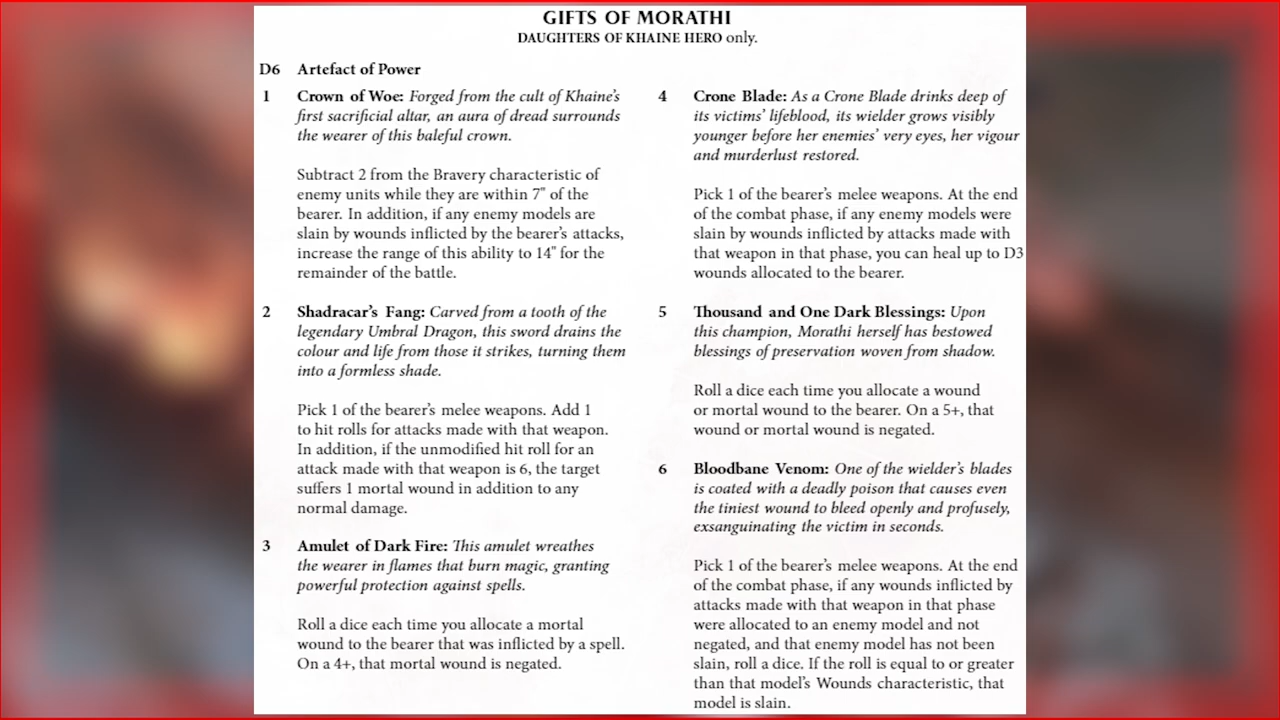 GIFTS OF MORATHI
DAUGHTERS OF KHAINE HERO only.
D6 Artefact of Power
1 Crown of Woe: Forged from the cult of Khaine's
first sacrificial altar, an aura of dread surrounds
the wearer of this baleful crown.
Subtract 2 from the Bravery characteristic of
enemy units while they are within 7" of the
bearer. In addition, if any enemy models are
slain by wounds inflicted by the bearer's attacks,
increase the range of this ability to 14" for the
remainder of the battle.
2 Shadracar's Fang: Carved from a tooth of the
legendary Umbral Dragon, this sword drains the
colour and life from those it strikes, turning them
into a formless shade.
Pick 1 of the bearer's melee weapons. Add 1
to hit rolls for attacks made with that weapon.
In addition, if the unmodified hit roll for an
attack made with that weapon is 6, the target
suffers 1 mortal wound in addition to any
normal damage.
3 Amulet of Dark Fire: This amulet wreathes
the wearer in flames that burn magic, granting
powerful protection against spells.
Roll a dice each time you allocate a mortal
wound to the bearer that was inflicted by a spell.
On a 4+, that mortal wound is negated.
4 Crone Blade: As a Crone Blade drinks deep of
its victims' lifeblood, its wielder grows visibly
younger before her enemies' very eyes, her vigour
and murderlust restored.
Pick 1 of the bearer's melee weapons. At the end
of the combat phase, if any enemy models were
slain by wounds inflicted by attacks made with
that weapon in that phase, you can heal up to D3
wounds allocated to the bearer.
5 Thousand and One Dark Blessings: Upon
this champion, Morathi herself has bestowed
blessings of preservation woven from shadow.
Roll a dice each time you allocate a wound
or mortal wound to the bearer. On a 5+, that
wound or mortal wound is negated.
6 Bloodbane Venom: One of the wielder's blades
is coated with a deadly poison that causes even
the tiniest wound to bleed openly and profusely,
exsanguinating the victim in seconds.
Pick 1 of the bearer's melee weapons. At the end
of the combat phase, if any wounds inflicted by
attacks made with that weapon in that phase
were allocated to an enemy model and not
negated, and that enemy model has not been
slain, roll a dice. If the roll is equal to or greater
than that model's Wounds characteristic, that
model is slain.